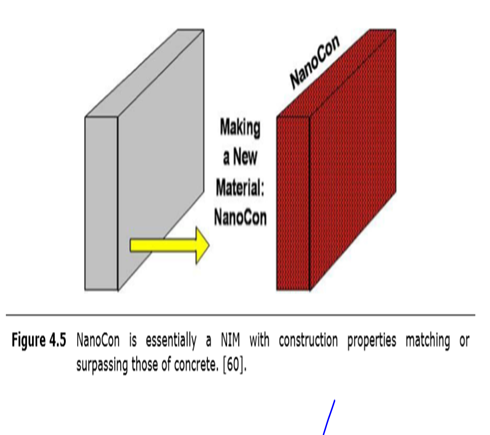 NanoCon
Making
a New
Material:
NanoCon
Figure 4.5 NanoCon is essentially a NIM with construction properties matching or
surpassing those of concrete. [60].